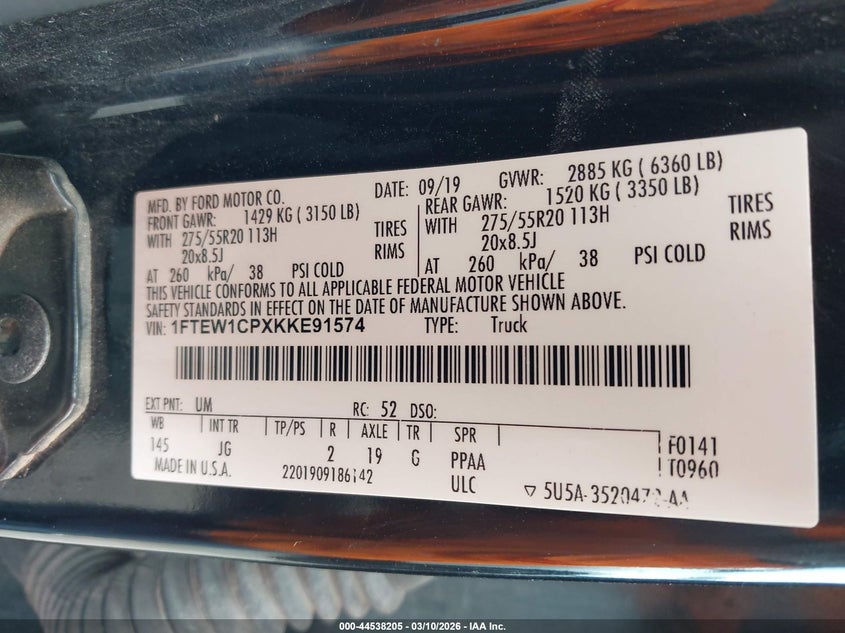 MFD. BY FORD MOTOR CO. DATE: 09/19 GVWR: 2885 KG ( 6360 LB)
FRONT GAWR: 1429 KG ( 3150 LB) REAR GAWR: 1520 KG ( 3350 LB)
WITH 275/55R20 113H TIRES WITH 275/55R20 113H TIRES
20x8.5J RIMS 20x8.5J RIMS
AT 260 kPa/ 38 PSI COLD AT 260 kPa/ 38 PSI COLD
THIS VEHICLE CONFORMS TO ALL APPLICABLE FEDERAL MOTOR VEHICLE
SAFETY STANDARDS IN EFFECT ON THE DATE OF MANUFACTURE SHOWN ABOVE.
VIN: 1FTEW1CPXKKE91574 TYPE: Truck
EXT PNT: UM RC: 52 DSO:
WB INT TR TP/PS R AXLE TR SPR F0141
145 JG 2 19 G PPAA T0960
MADE IN U.S.A. 2201909186142 ULC
000-44538205 - 03/10/2026 - IAA Inc.